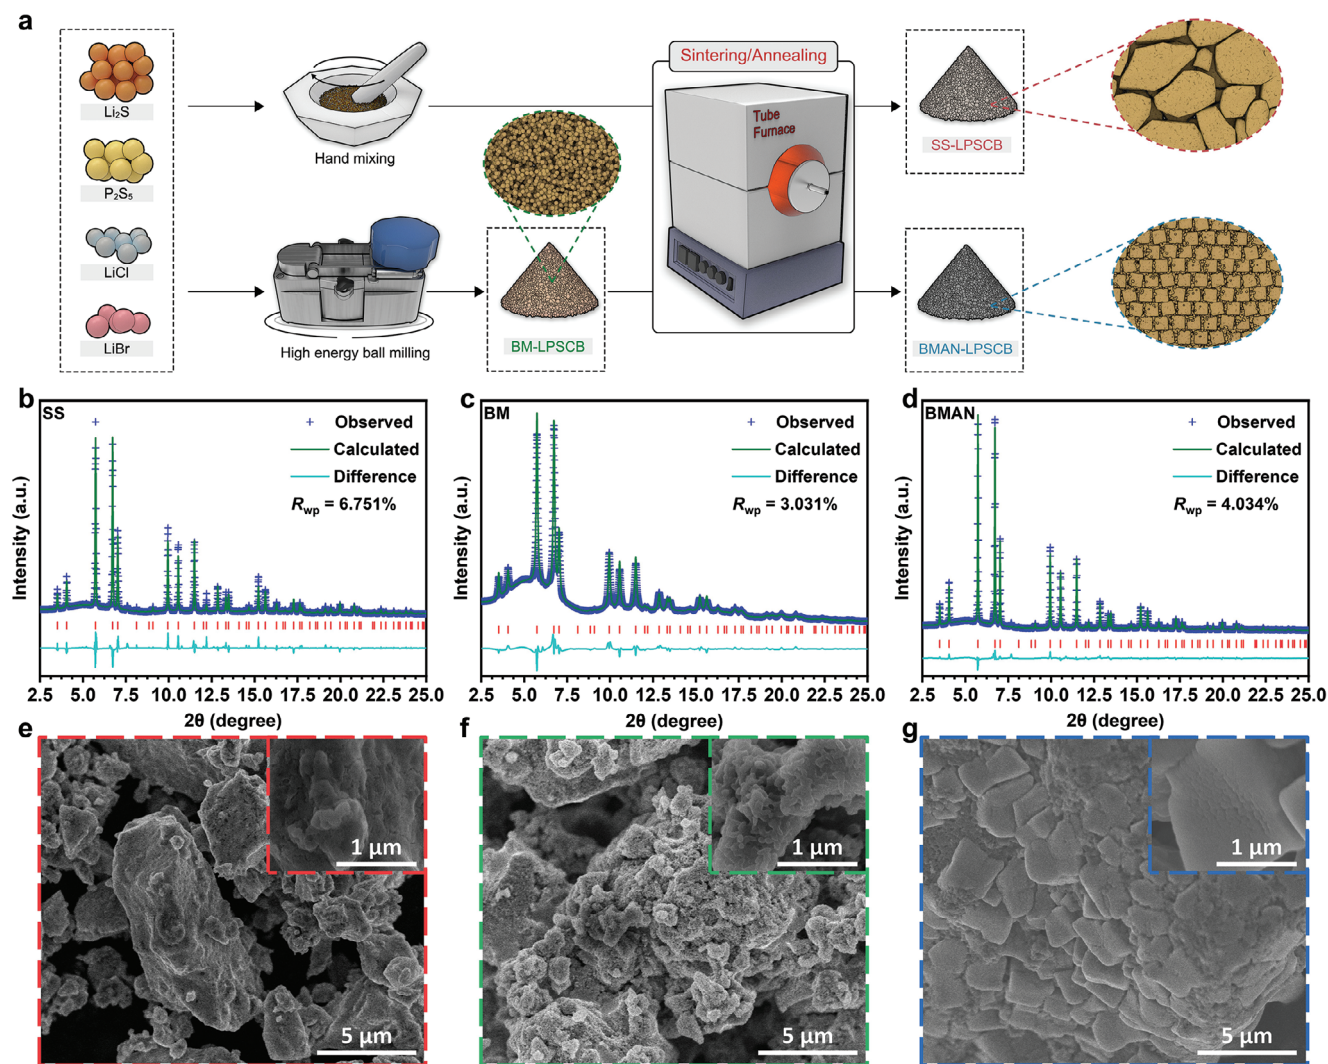 a
Li₂S
P₂S₅
LiCl
LiBr
Hand mixing
High energy ball milling
BM-LPSCB
Sintering/Annealing
Tube
Furnace
SS-LPSCB
BMAN-LPSCB
b
SS
Observed
Calculated
Difference
Rwp = 6.751%
Intensity (a.u.)
2.5 5.0 7.5 10.0 12.5 15.0 17.5 20.0 22.5 25.0
2θ (degree)
c
BM
Observed
Calculated
Difference
Rwp = 3.031%
Intensity (a.u.)
2.5 5.0 7.5 10.0 12.5 15.0 17.5 20.0 22.5 25.0
2θ (degree)
d
BMAN
Observed
Calculated
Difference
Rwp = 4.034%
Intensity (a.u.)
2.5 5.0 7.5 10.0 12.5 15.0 17.5 20.0 22.5 25.0
2θ (degree)
e
1 μm
5 μm
f
1 μm
5 μm
g
1 μm
5 μm